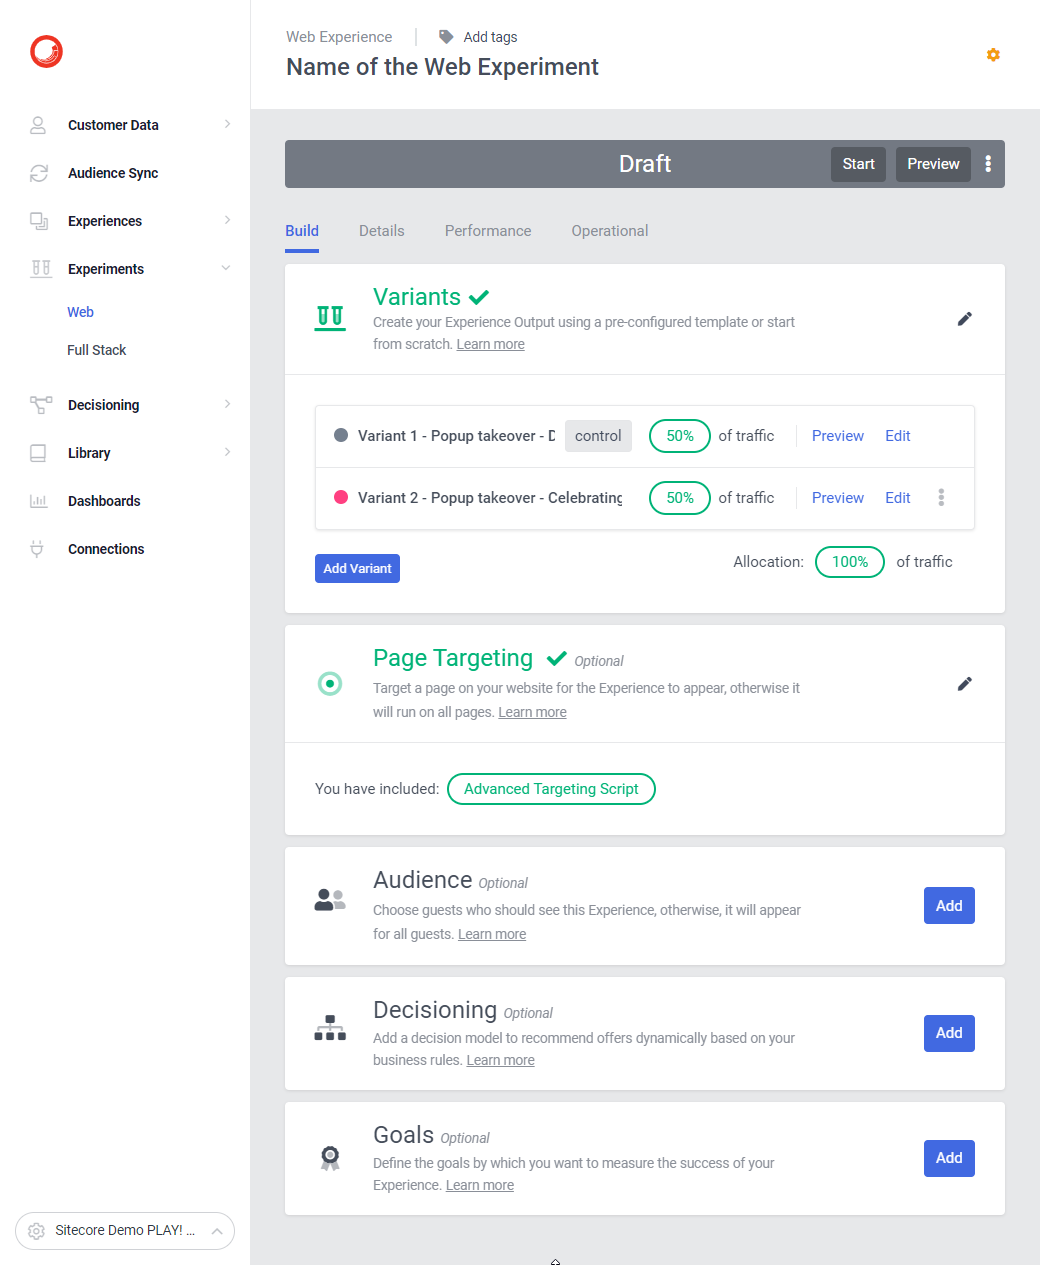 Web Experience
Add tags
Name of the Web Experiment
Customer Data
Audience Sync
Experiences
Experiments
Web
Full Stack
Decisioning
Library
Dashboards
Connections
Sitecore Demo PLAY! ...
Draft
Start
Preview
Build
Details
Performance
Operational
Variants
Create your Experience Output using a pre-configured template or start
from scratch. Learn more
Variant 1 - Popup takeover - D
control
50%
of traffic
Preview
Edit
Variant 2 - Popup takeover - Celebrating
50%
of traffic
Preview
Edit
Add Variant
Allocation:
100%
of traffic
Page Targeting
Optional
Target a page on your website for the Experience to appear, otherwise it
will run on all pages. Learn more
You have included:
Advanced Targeting Script
Audience Optional
Choose guests who should see this Experience, otherwise, it will appear
for all guests. Learn more
Add
Decisioning Optional
Add a decision model to recommend offers dynamically based on your
business rules. Learn more
Add
Goals Optional
Define the goals by which you want to measure the success of your
Experience. Learn more
Add